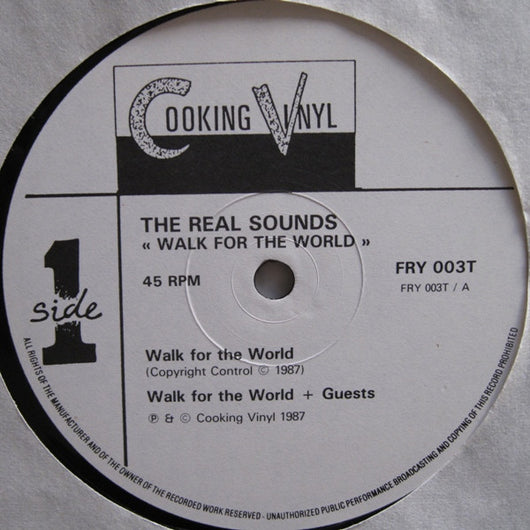 COOKING VINYL
THE REAL SOUNDS
« WALK FOR THE WORLD »
45 RPM
FRY 003T
FRY 003T / A
1
side
Walk for the World
(Copyright Control © 1987)
Walk for the World + Guests
℗ & © Cooking Vinyl 1987
ALL RIGHTS OF THE MANUFACTURER AND OF THE OWNER OF THE RECORDED WORK RESERVED - UNAUTHORIZED PUBLIC PERFORMANCE BROADCASTING AND COPYING OF THIS RECORD PROHIBITED